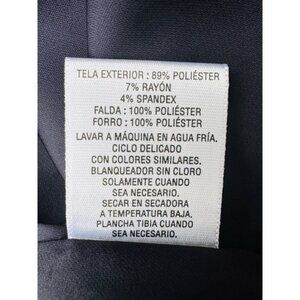 TELA EXTERIOR : 89% POLIÉSTER
7% RAYÓN
4% SPANDEX
FALDA : 100% POLIÉSTER
FORRO : 100% POLIÉSTER
LAVAR A MÁQUINA EN AGUA FRÍA.
CICLO DELICADO
CON COLORES SIMILARES.
BLANQUEADOR SIN CLORO
SOLAMENTE CUANDO
SEA NECESARIO.
SECAR EN SECADORA
A TEMPERATURA BAJA.
PLANCHA TIBIA CUANDO
SEA NECESARIO.